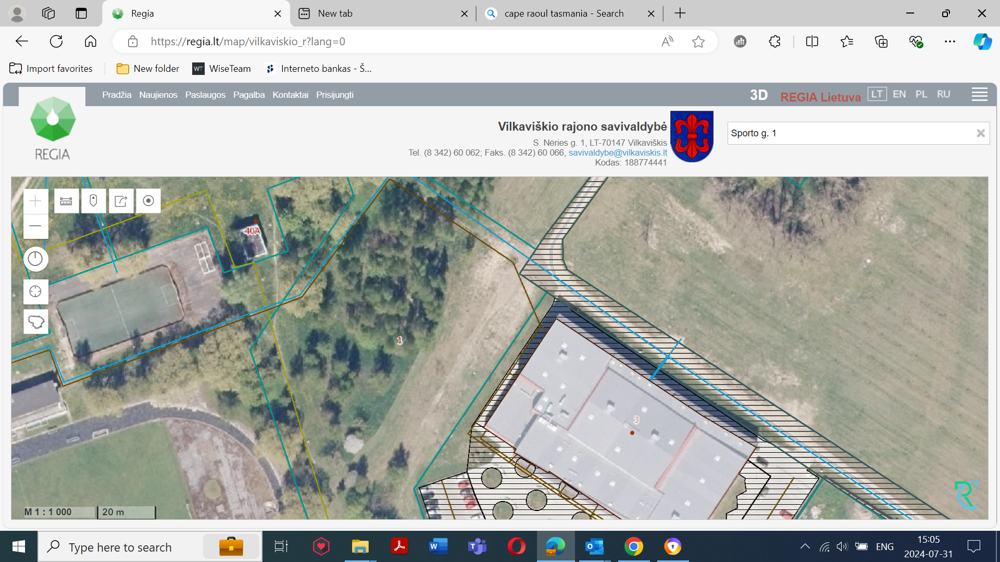 Regia
New tab
cape raoul tasmania - Search
https://regia.lt/map/vilkaviskio_r?lang=0
Import favorites
New folder
WT WiseTeam
Interneto bankas - Š...
Pradžia Naujienos Paslaugos Pagalba Kontaktai Prisijungti
3D REGIA Lietuva LT EN PL RU
REGIA
Vilkaviškio rajono savivaldybė
S. Nėries g. 1, LT-70147 Vilkaviškis
Tel. (8 342) 60 062; Faks. (8 342) 60 066, savivaldybe@vilkaviskis.lt
Kodas: 188774441
Sporto g. 1
40A
1
3
M 1 : 1 000
20 m
Type here to search
ENG
15:05
2024-07-31